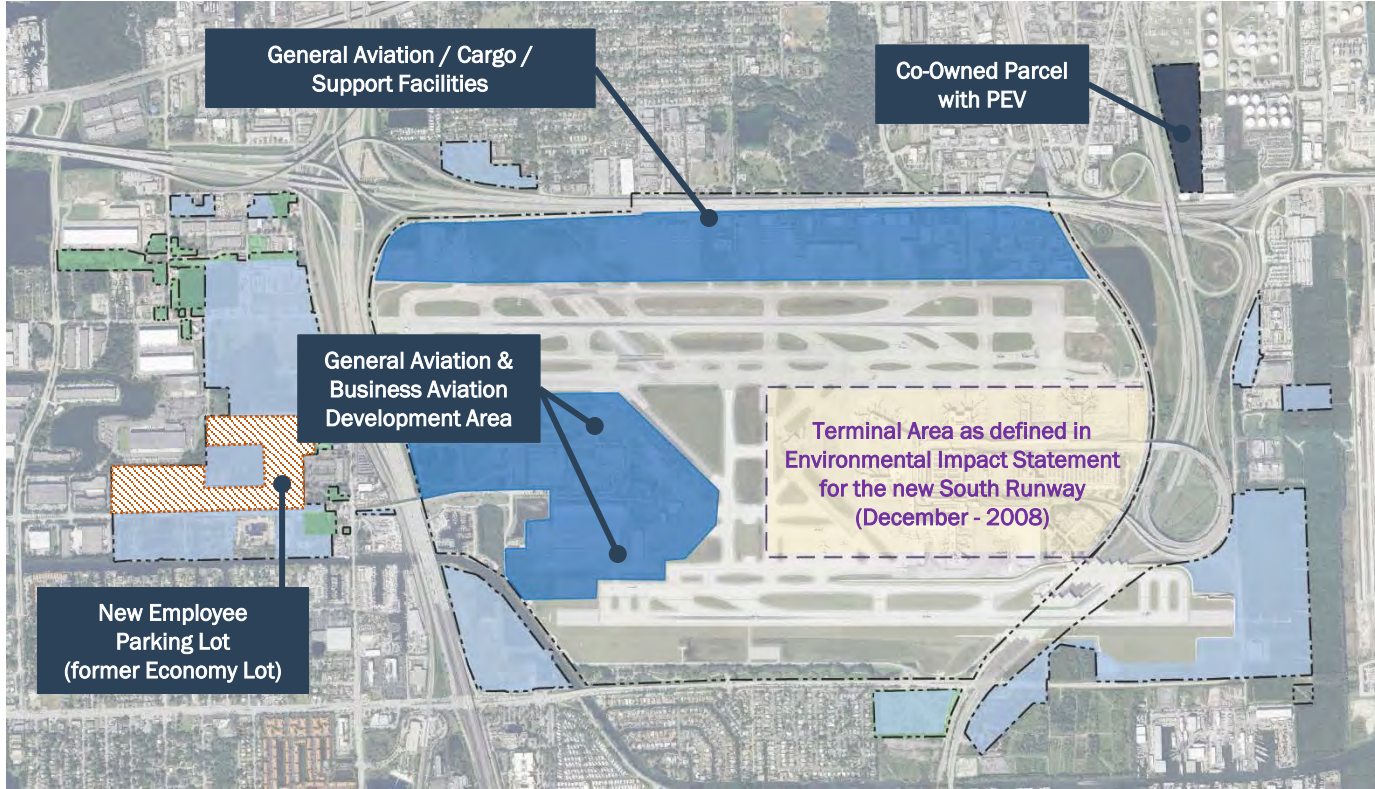 General Aviation / Cargo /
Support Facilities
Co-Owned Parcel
with PEV
General Aviation &
Business Aviation
Development Area
Terminal Area as defined in
Environmental Impact Statement
for the new South Runway
(December - 2008)
New Employee
Parking Lot
(former Economy Lot)